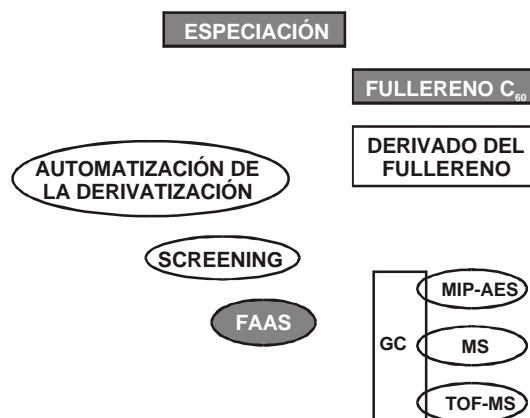 ESPECIACIÓN
FULLERENO C60
DERIVADO DEL
FULLERENO
AUTOMATIZACIÓN DE
LA DERIVATIZACIÓN
SCREENING
FAAS
GC
MIP-AES
MS
TOF-MS